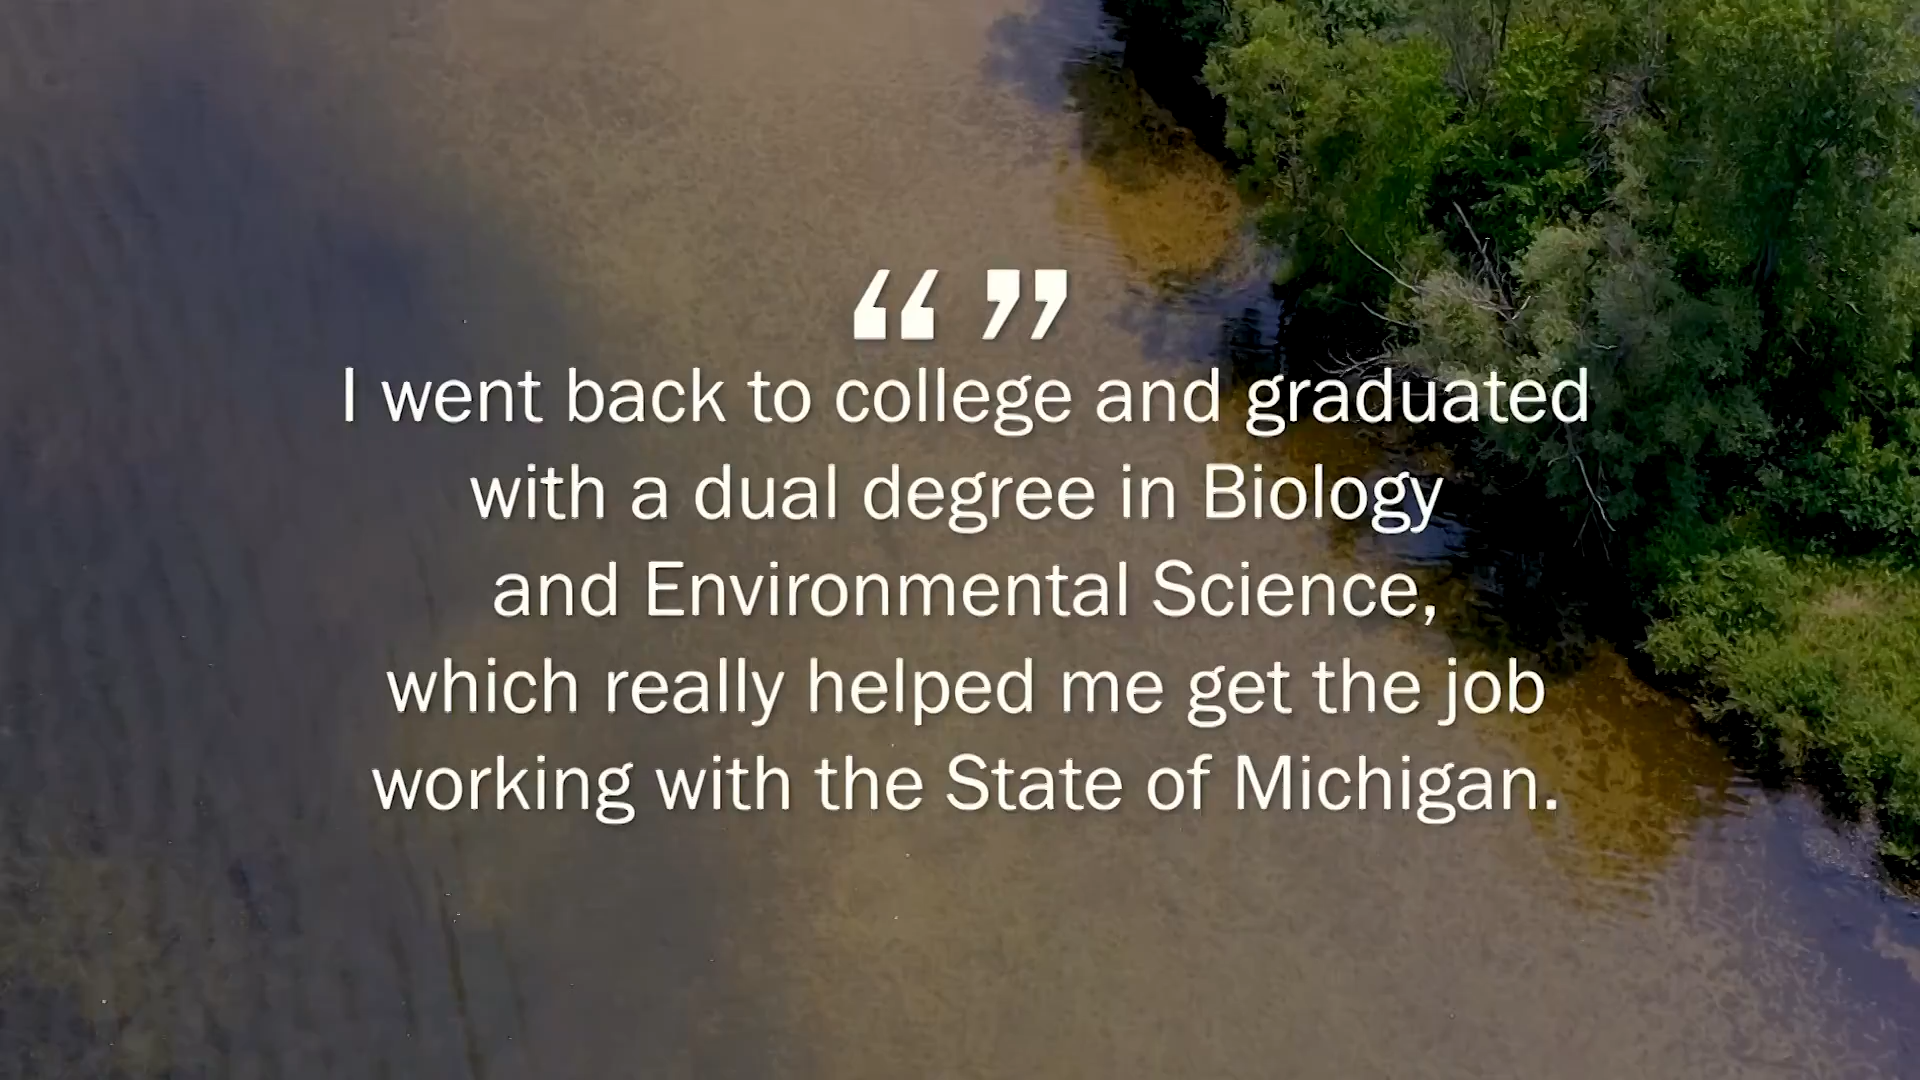 “ ”
I went back to college and graduated
with a dual degree in Biology
and Environmental Science,
which really helped me get the job
working with the State of Michigan.